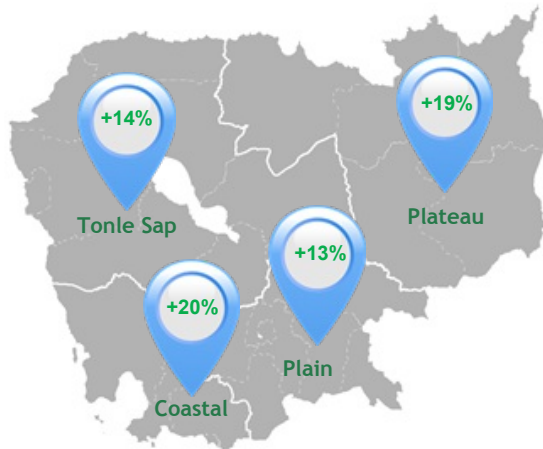 +14%
Tonle Sap
+19%
Plateau
+13%
Plain
+20%
Coastal